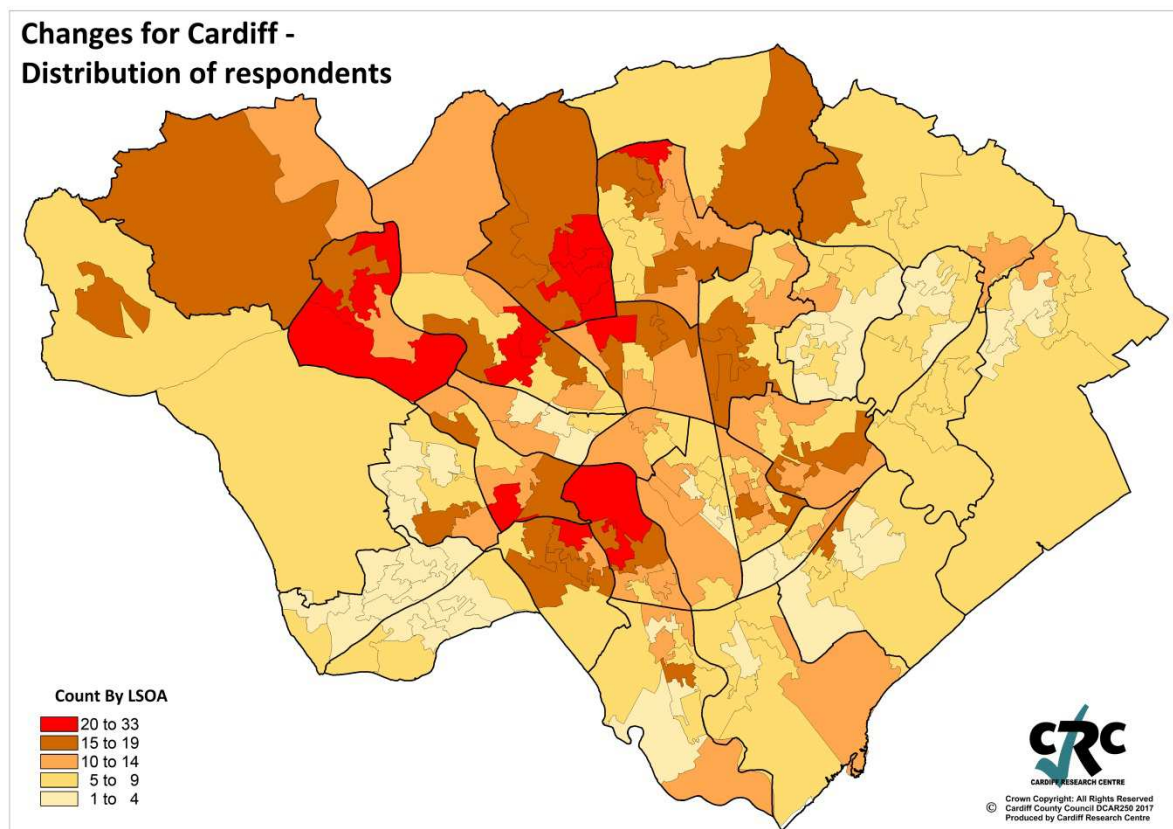 Changes for Cardiff -
Distribution of respondents
Count By LSOA
20 to 33
15 to 19
10 to 14
5 to 9
1 to 4
CRC
CARDIFF RESEARCH CENTRE
Crown Copyright: All Rights Reserved
© Cardiff County Council DCAR250 2017
Produced by Cardiff Research Centre